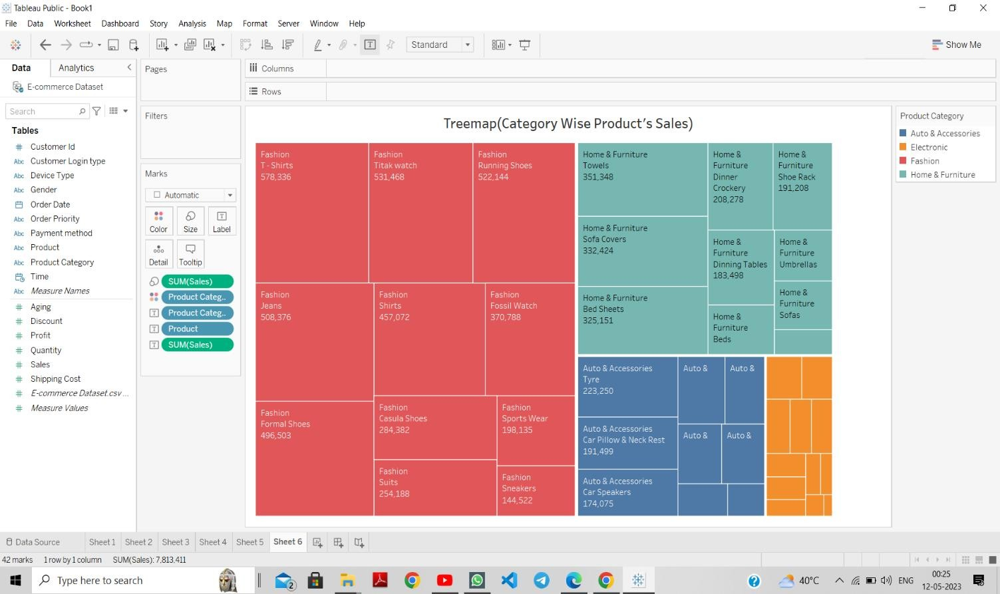 Tableau Public - Book1
File Data Worksheet Dashboard Story Analysis Map Format Server Window Help
Standard
Show Me
Data
Analytics
E-commerce Dataset
Search
Tables
Customer Id
Abc Customer Login type
Abc Device Type
Abc Gender
Order Date
Abc Order Priority
Abc Payment method
Abc Product
Abc Product Category
Time
Abc Measure Names
Aging
Discount
Profit
Quantity
Sales
Shipping Cost
E-commerce Dataset.csv ...
Measure Values
Pages
Filters
Marks
Automatic
Color Size Label
Detail Tooltip
SUM(Sales)
Product Categ..
Product Categ..
Product
SUM(Sales)
Columns
Rows
Treemap(Category Wise Product's Sales)
Fashion
T - Shirts
578,336
Fashion
Titak watch
531,468
Fashion
Running Shoes
522,144
Fashion
Jeans
508,376
Fashion
Shirts
457,072
Fashion
Fossil Watch
370,788
Fashion
Formal Shoes
496,503
Fashion
Casula Shoes
284,382
Fashion
Sports Wear
198,135
Fashion
Suits
254,188
Fashion
Sneakers
144,522
Home & Furniture
Towels
351,348
Home &
Furniture
Dinner
Crockery
208,278
Home &
Furniture
Shoe Rack
191,208
Home & Furniture
Sofa Covers
332,424
Home &
Furniture
Dinning Tables
183,498
Home &
Furniture
Umbrellas
Home & Furniture
Bed Sheets
325,151
Home &
Furniture
Beds
Home &
Furniture
Sofas
Auto & Accessories
Tyre
223,250
Auto &
Auto &
Auto & Accessories
Car Pillow & Neck Rest
191,499
Auto &
Auto &
Auto & Accessories
Car Speakers
174,075
Product Category
Auto & Accessories
Electronic
Fashion
Home & Furniture
Data Source
Sheet 1
Sheet 2
Sheet 3
Sheet 4
Sheet 5
Sheet 6
42 marks
1 row by 1 column
SUM(Sales): 7,813,411
Type here to search
2
40°C
ENG
00:25
12-05-2023